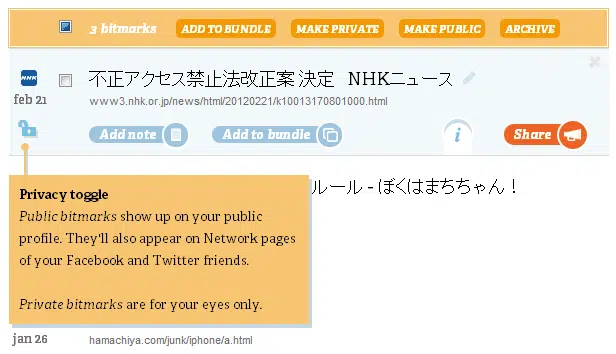 3 bitmarks ADD TO BUNDLE MAKE PRIVATE MAKE PUBLIC ARCHIVE
NHK
不正アクセス禁止法改正案 決定 NHKニュース
feb 21
www3.nhk.or.jp/news/html/20120221/k10013170801000.html
Add note Add to bundle i Share
Privacy toggle
ルール - ぼくはまちちゃん！
Public bitmarks show up on your public
profile. They'll also appear on Network pages
of your Facebook and Twitter friends.
Private bitmarks are for your eyes only.
jan 26
hamachiya.com/junk/iphone/a.html